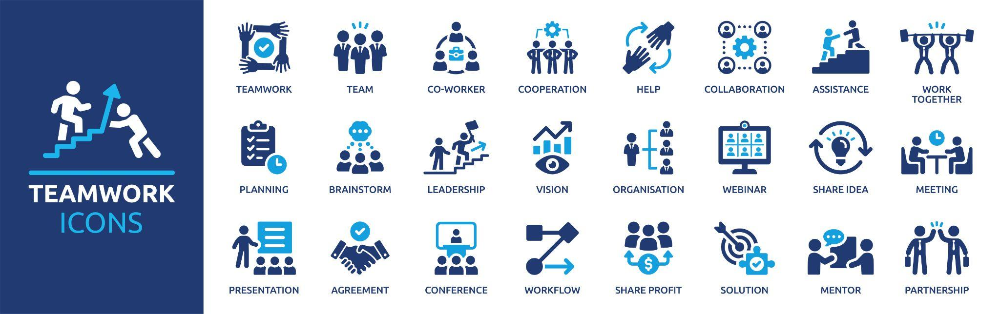 TEAMWORK
ICONS
TEAMWORK
TEAM
CO-WORKER
COOPERATION
HELP
COLLABORATION
ASSISTANCE
WORK
TOGETHER
PLANNING
BRAINSTORM
LEADERSHIP
VISION
ORGANISATION
WEBINAR
SHARE IDEA
MEETING
$
PRESENTATION
AGREEMENT
CONFERENCE
WORKFLOW
SHARE PROFIT
SOLUTION
MENTOR
PARTNERSHIP